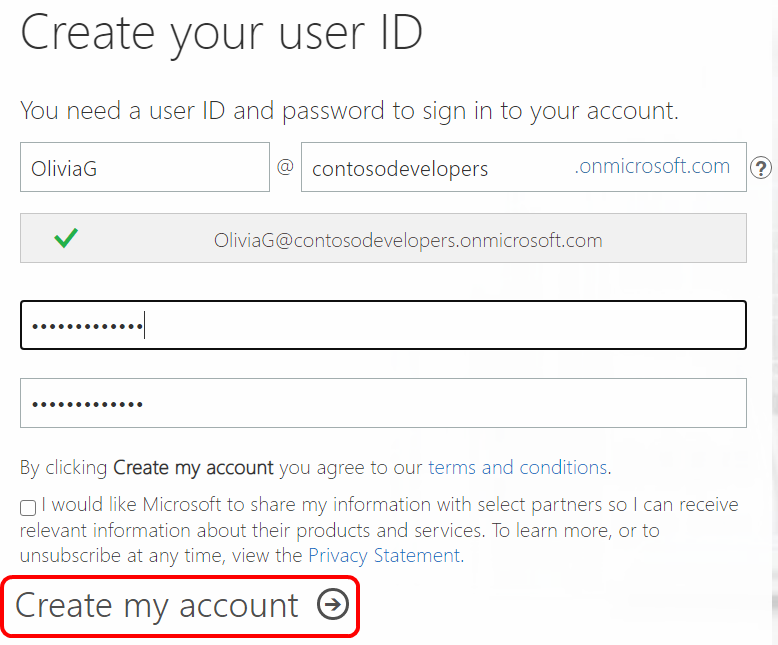 Create your user ID
You need a user ID and password to sign in to your account.
OliviaG @ contosodevelopers .onmicrosoft.com ?
OliviaG@contosodevelopers.onmicrosoft.com
•••••••••••••
•••••••••••••
By clicking Create my account you agree to our terms and conditions.
I would like Microsoft to share my information with select partners so I can receive
relevant information about their products and services. To learn more, or to
unsubscribe at any time, view the Privacy Statement.
Create my account